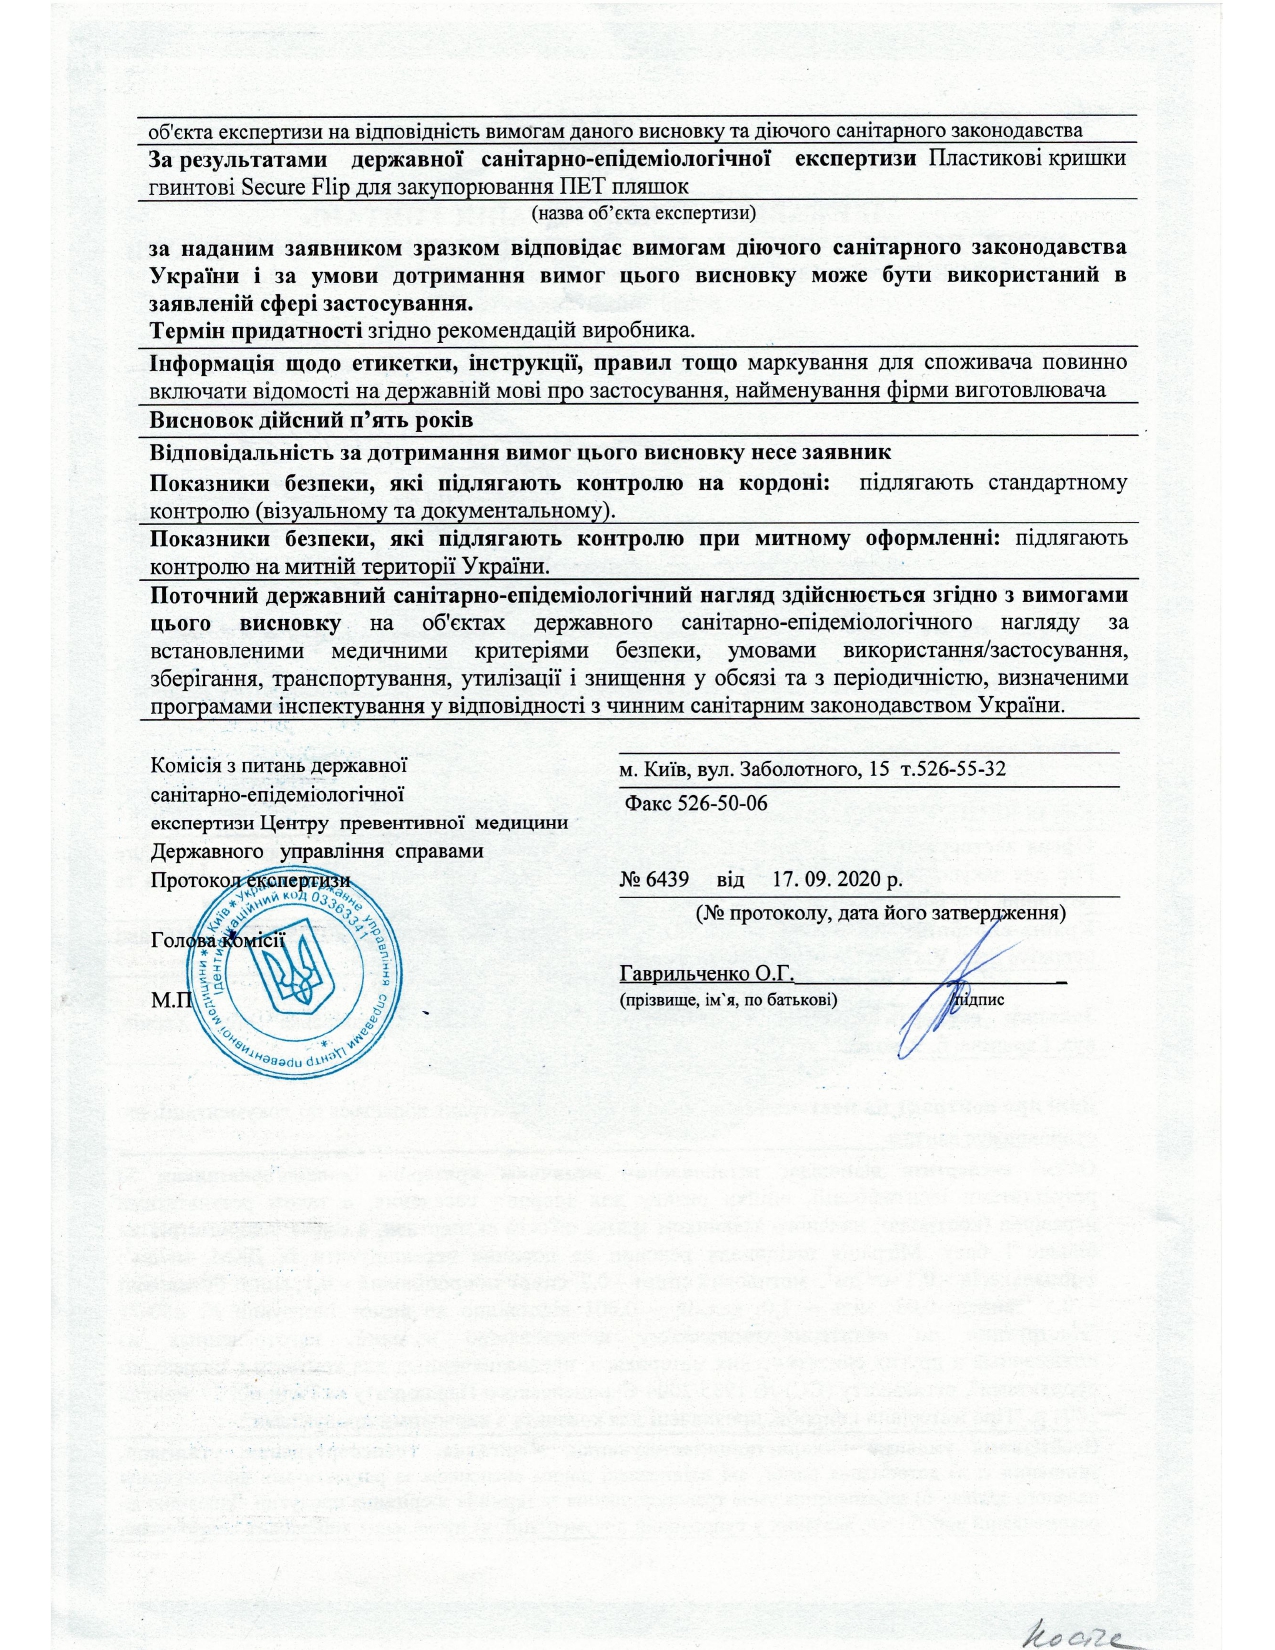 об'єкта експертизи на відповідність вимогам даного висновку та діючого санітарного законодавства
За результатами державної санітарно-епідеміологічної експертизи Пластикові кришки
гвинтові Secure Flip для закупорювання ПЕТ пляшок
(назва об’єкта експертизи)
за наданим заявником зразком відповідає вимогам діючого санітарного законодавства
України і за умови дотримання вимог цього висновку може бути використаний в
заявленій сфері застосування.
Термін придатності згідно рекомендацій виробника.
Інформація щодо етикетки, інструкції, правил тощо маркування для споживача повинно
включати відомості на державній мові про застосування, найменування фірми виготовлювача
Висновок дійсний п’ять років
Відповідальність за дотримання вимог цього висновку несе заявник
Показники безпеки, які підлягають контролю на кордоні: підлягають стандартному
контролю (візуальному та документальному).
Показники безпеки, які підлягають контролю при митному оформленні: підлягають
контролю на митній території України.
Поточний державний санітарно-епідеміологічний нагляд здійснюється згідно з вимогами
цього висновку на об'єктах державного санітарно-епідеміологічного нагляду за
встановленими медичними критеріями безпеки, умовами використання/застосування,
зберігання, транспортування, утилізації і знищення у обсязі та з періодичністю, визначеними
програмами інспектування у відповідності з чинним санітарним законодавством України.
Комісія з питань державної
санітарно-епідеміологічної
експертизи Центру превентивної медицини
Державного управління справами
м. Київ, вул. Заболотного, 15 т.526-55-32
Факс 526-50-06
Протокол експертизи
№ 6439 від 17. 09. 2020 р.
(№ протоколу, дата його затвердження)
Голова комісії
Гаврильченко О.Г.
М.П
(прізвище, ім`я, по батькові) підпис
м. Київ * Україна * Державне управління справами Центр превентивної медицини *
Ідентифікаційний код 03363341